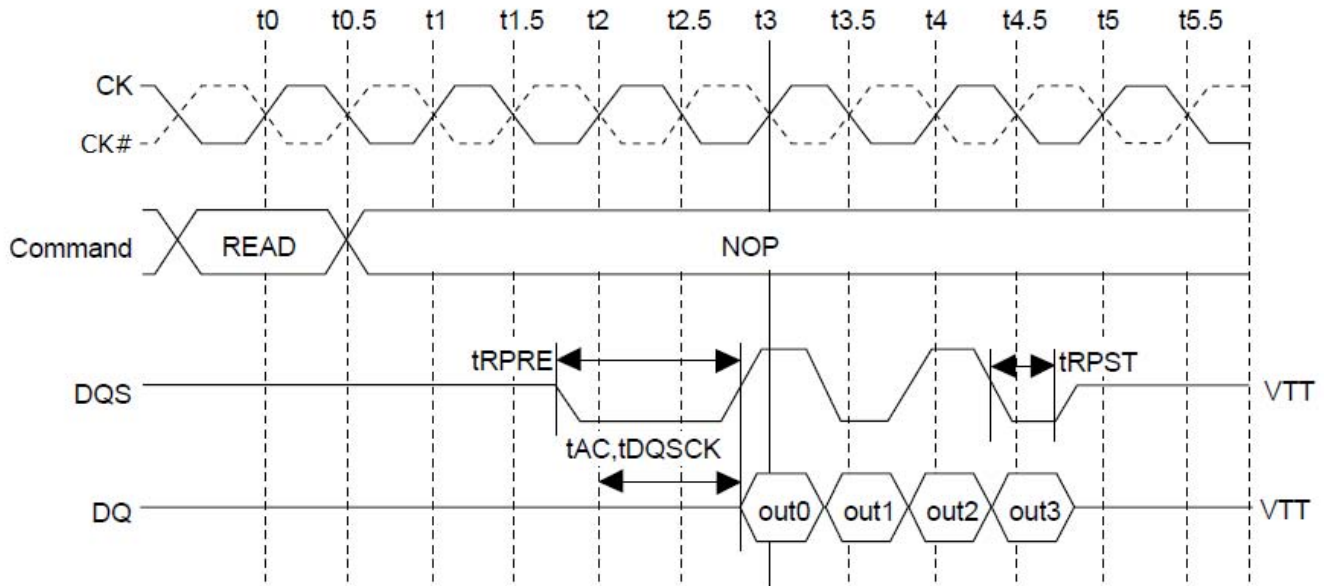 t0 t0.5 t1 t1.5 t2 t2.5 t3 t3.5 t4 t4.5 t5 t5.5
CK
CK#
Command READ NOP
tRPRE tRPST
DQS VTT
tAC,tDQSCK
DQ out0 out1 out2 out3 VTT